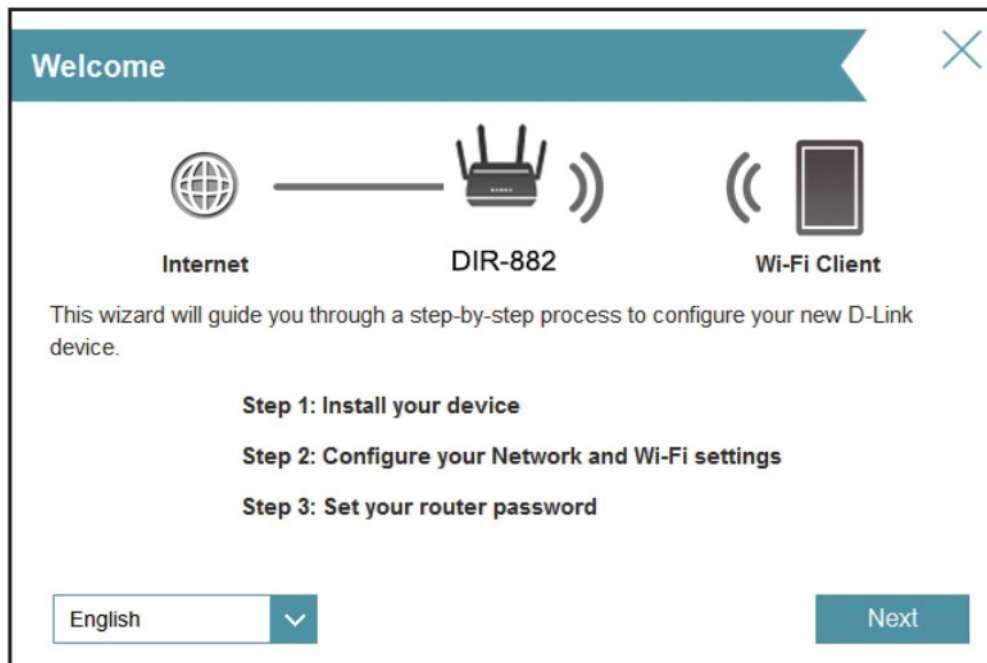 Welcome
Internet
DIR-882
Wi-Fi Client
This wizard will guide you through a step-by-step process to configure your new D-Link
device.
Step 1: Install your device
Step 2: Configure your Network and Wi-Fi settings
Step 3: Set your router password
English
Next